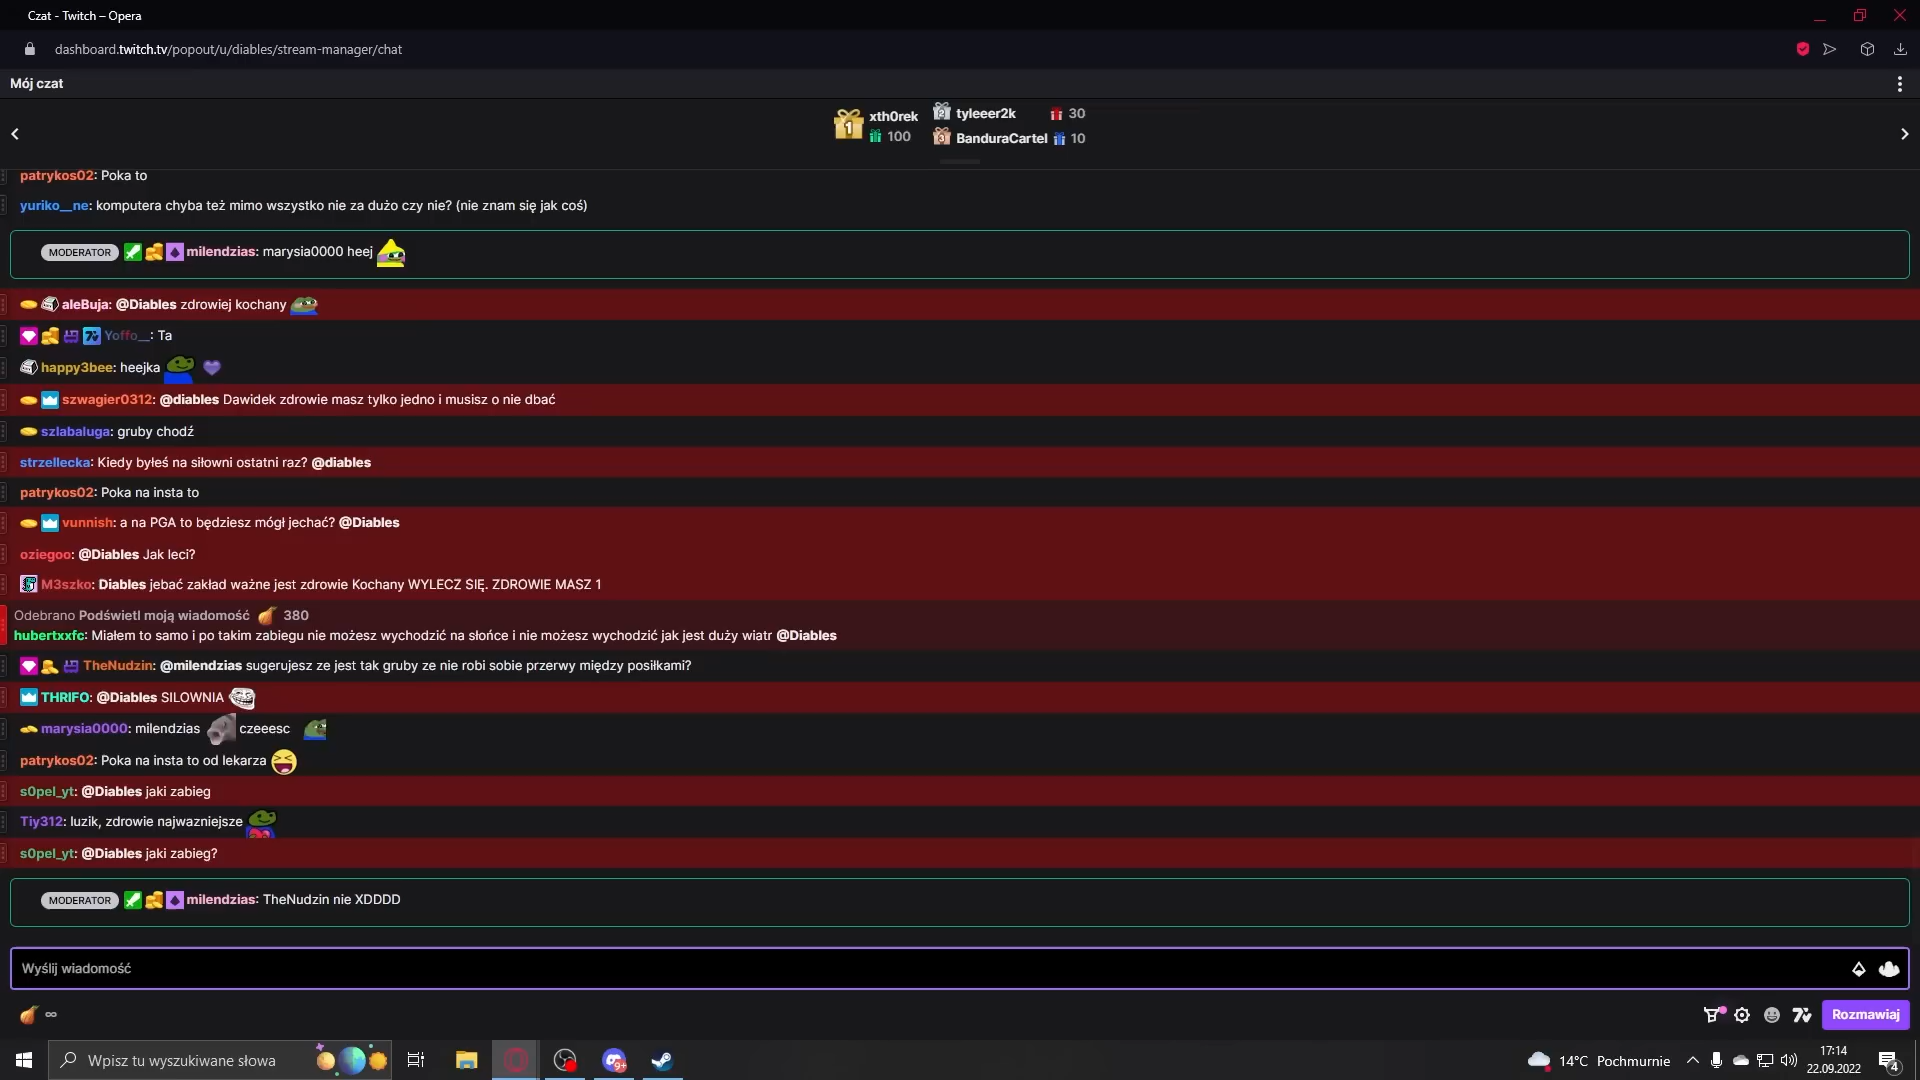 Czat - Twitch – Opera
dashboard.twitch.tv/popout/u/diables/stream-manager/chat
Mój czat
1 xth0rek 100
2 tyleeer2k 30
3 BanduraCartel 10
patrykos02: Poka to
yuriko__ne: komputera chyba też mimo wszystko nie za dużo czy nie? (nie znam się jak coś)
MODERATOR milendzias: marysia0000 heej
aleBuja: @Diables zdrowiej kochany
Yoffo__: Ta
happy3bee: heejka
szwagier0312: @diables Dawidek zdrowie masz tylko jedno i musisz o nie dbać
szlabaluga: gruby chodź
strzellecka: Kiedy byłeś na siłowni ostatni raz? @diables
patrykos02: Poka na insta to
vunnish: a na PGA to będziesz mógł jechać? @Diables
oziegoo: @Diables Jak leci?
M3szko: Diables jebać zakład ważne jest zdrowie Kochany WYLECZ SIĘ. ZDROWIE MASZ 1
Odebrano Podświetl moją wiadomość 380
hubertxxfc: Miałem to samo i po takim zabiegu nie możesz wychodzić na słońce i nie możesz wychodzić jak jest duży wiatr @Diables
TheNudzin: @milendzias sugerujesz ze jest tak gruby ze nie robi sobie przerwy między posiłkami?
THRIFO: @Diables SILOWNIA
marysia0000: milendzias czeeesc
patrykos02: Poka na insta to od lekarza
s0pel_yt: @Diables jaki zabieg
Tiy312: luzik, zdrowie najwazniejsze
s0pel_yt: @Diables jaki zabieg?
MODERATOR milendzias: TheNudzin nie XDDDD
Wyślij wiadomość
∞
Rozmawiaj
Wpisz tu wyszukiwane słowa
9+
14°C Pochmurnie
17:14
22.09.2022
4